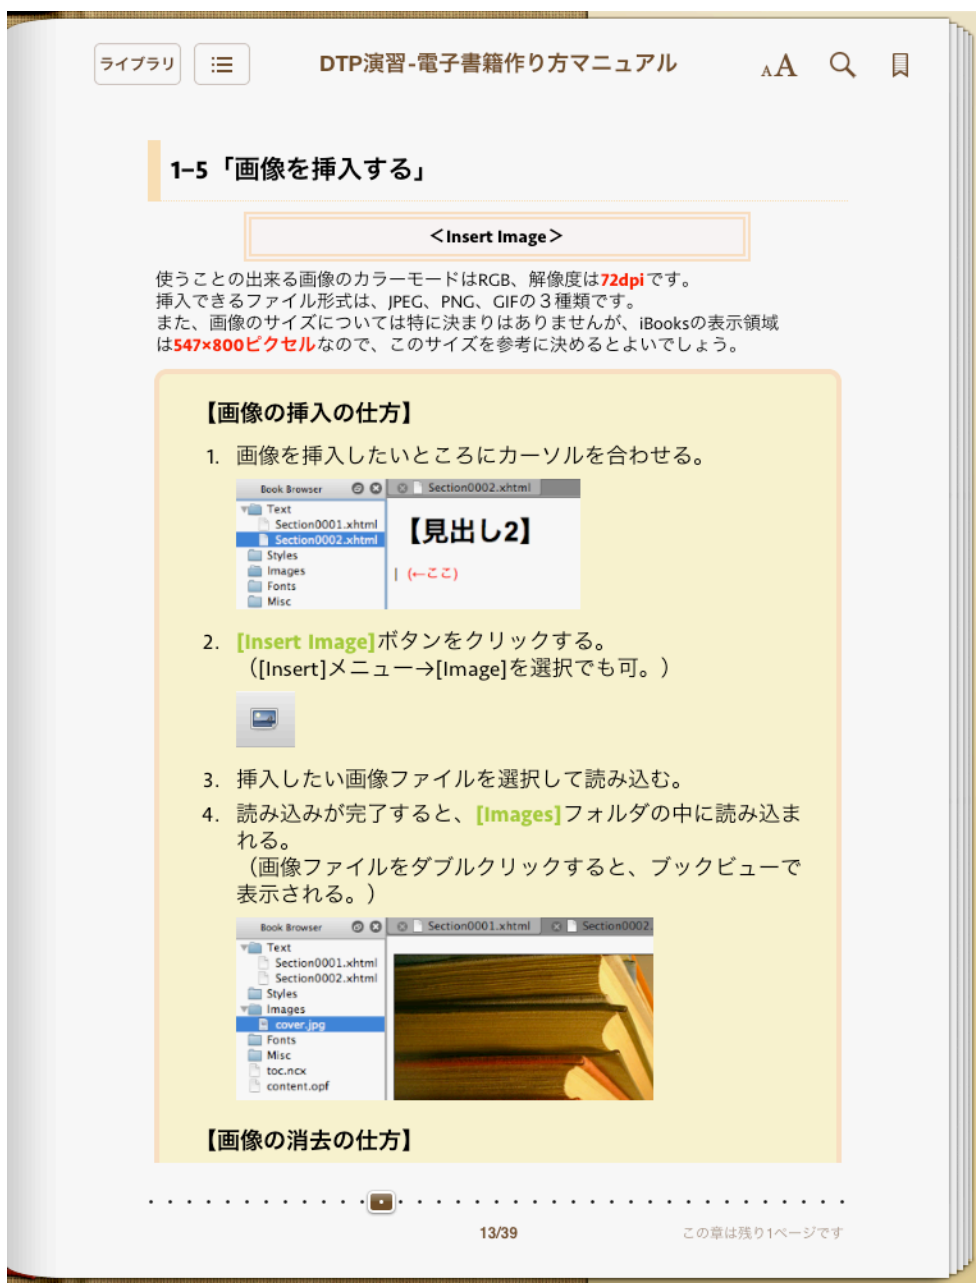 ライブラリ
DTP演習-電子書籍作り方マニュアル
AA
1-5「画像を挿入する」
<Insert Image>
使うことの出来る画像のカラーモードはRGB、解像度は72dpiです。
挿入できるファイル形式は、JPEG、PNG、GIFの３種類です。
また、画像のサイズについては特に決まりはありませんが、iBooksの表示領域
は547×800ピクセルなので、このサイズを参考に決めるとよいでしょう。
【画像の挿入の仕方】
1. 画像を挿入したいところにカーソルを合わせる。
Book Browser
Section0002.xhtml
Text
Section0001.xhtml
Section0002.xhtml
Styles
Images
Fonts
Misc
【見出し2】
(←ここ)
2. [Insert Image]ボタンをクリックする。
（[Insert]メニュー→[Image]を選択でも可。）
3. 挿入したい画像ファイルを選択して読み込む。
4. 読み込みが完了すると、[Images]フォルダの中に読み込ま
れる。
（画像ファイルをダブルクリックすると、ブックビューで
表示される。）
Book Browser
Section0001.xhtml
Section0002.
Text
Section0001.xhtml
Section0002.xhtml
Styles
Images
cover.jpg
Fonts
Misc
toc.ncx
content.opf
【画像の消去の仕方】
13/39
この章は残り1ページです